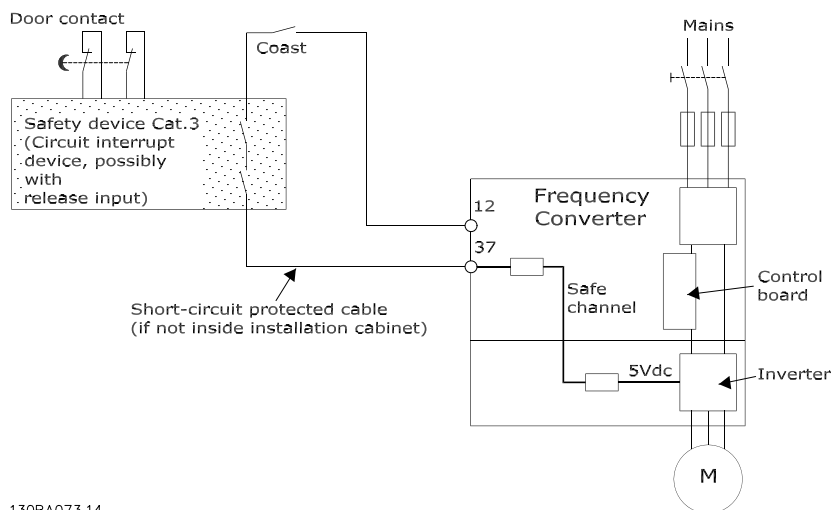 Door contact
Coast
Mains
Safety device Cat.3
(Circuit interrupt
device, possibly
with
release input)
12
Frequency
Converter
37
Safe
channel
Control
board
Short-circuit protected cable
(if not inside installation cabinet)
5Vdc
Inverter
M
130BA073.14